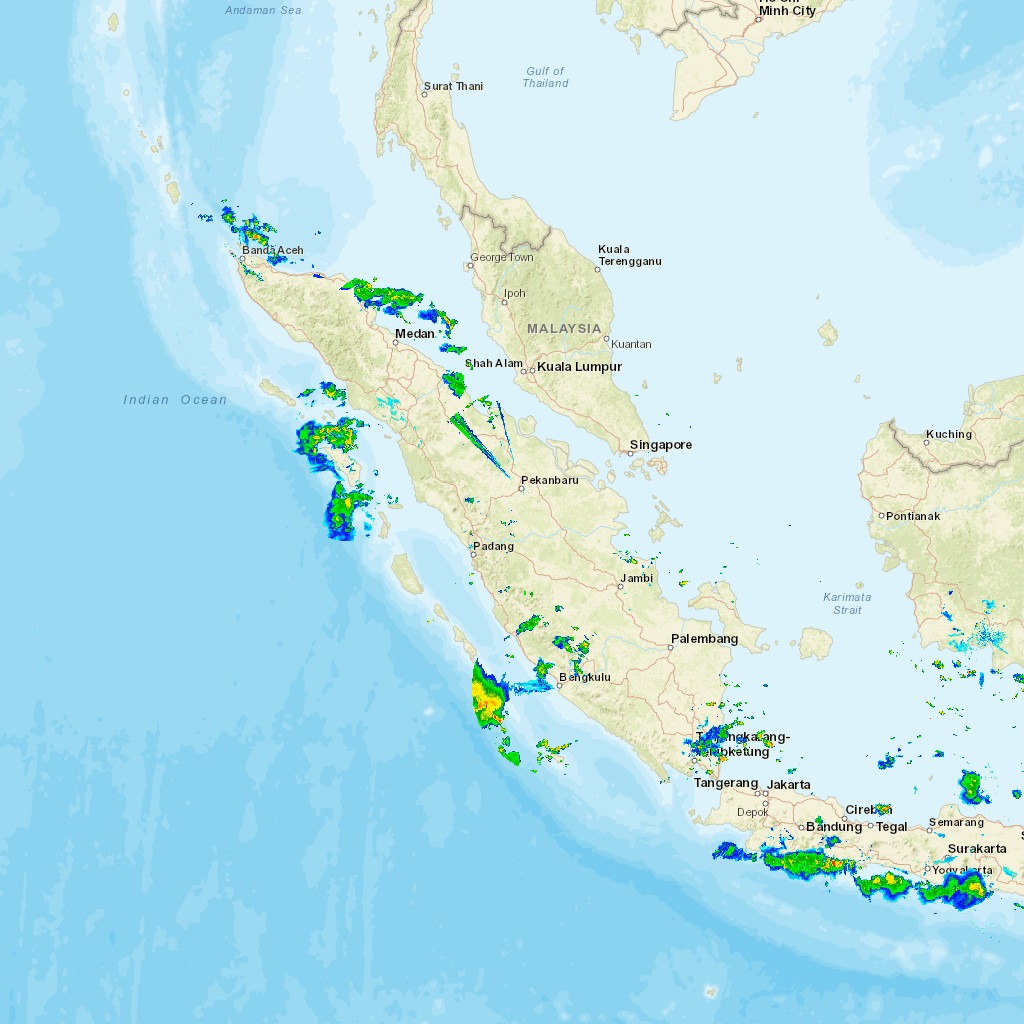 Andaman Sea
Minh City
Gulf of
Thailand
Surat Thani
Banda Aceh
George Town
Kuala
Terengganu
Ipoh
MALAYSIA
Medan
Kuantan
Shah Alam
Kuala Lumpur
Indian Ocean
Singapore
Kuching
Pekanbaru
Pontianak
Padang
Jambi
Karimata
Strait
Palembang
Bengkulu
Tangerang
Jakarta
Depok
Cirebon
Bandung
Tegal
Semarang
Surakarta
Yogyakarta